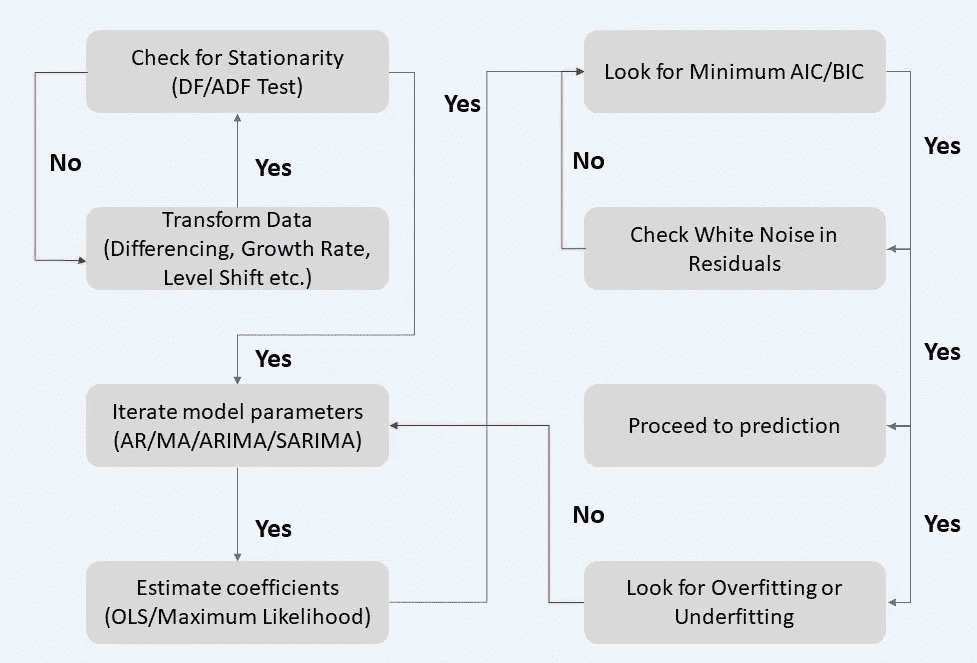 Check for Stationarity
(DF/ADF Test)
No
Yes
Transform Data
(Differencing, Growth Rate,
Level Shift etc.)
Yes
Iterate model parameters
(AR/MA/ARIMA/SARIMA)
Yes
Estimate coefficients
(OLS/Maximum Likelihood)
Yes
Look for Minimum AIC/BIC
Yes
No
Check White Noise in
Residuals
Yes
Proceed to prediction
No
Yes
Look for Overfitting or
Underfitting